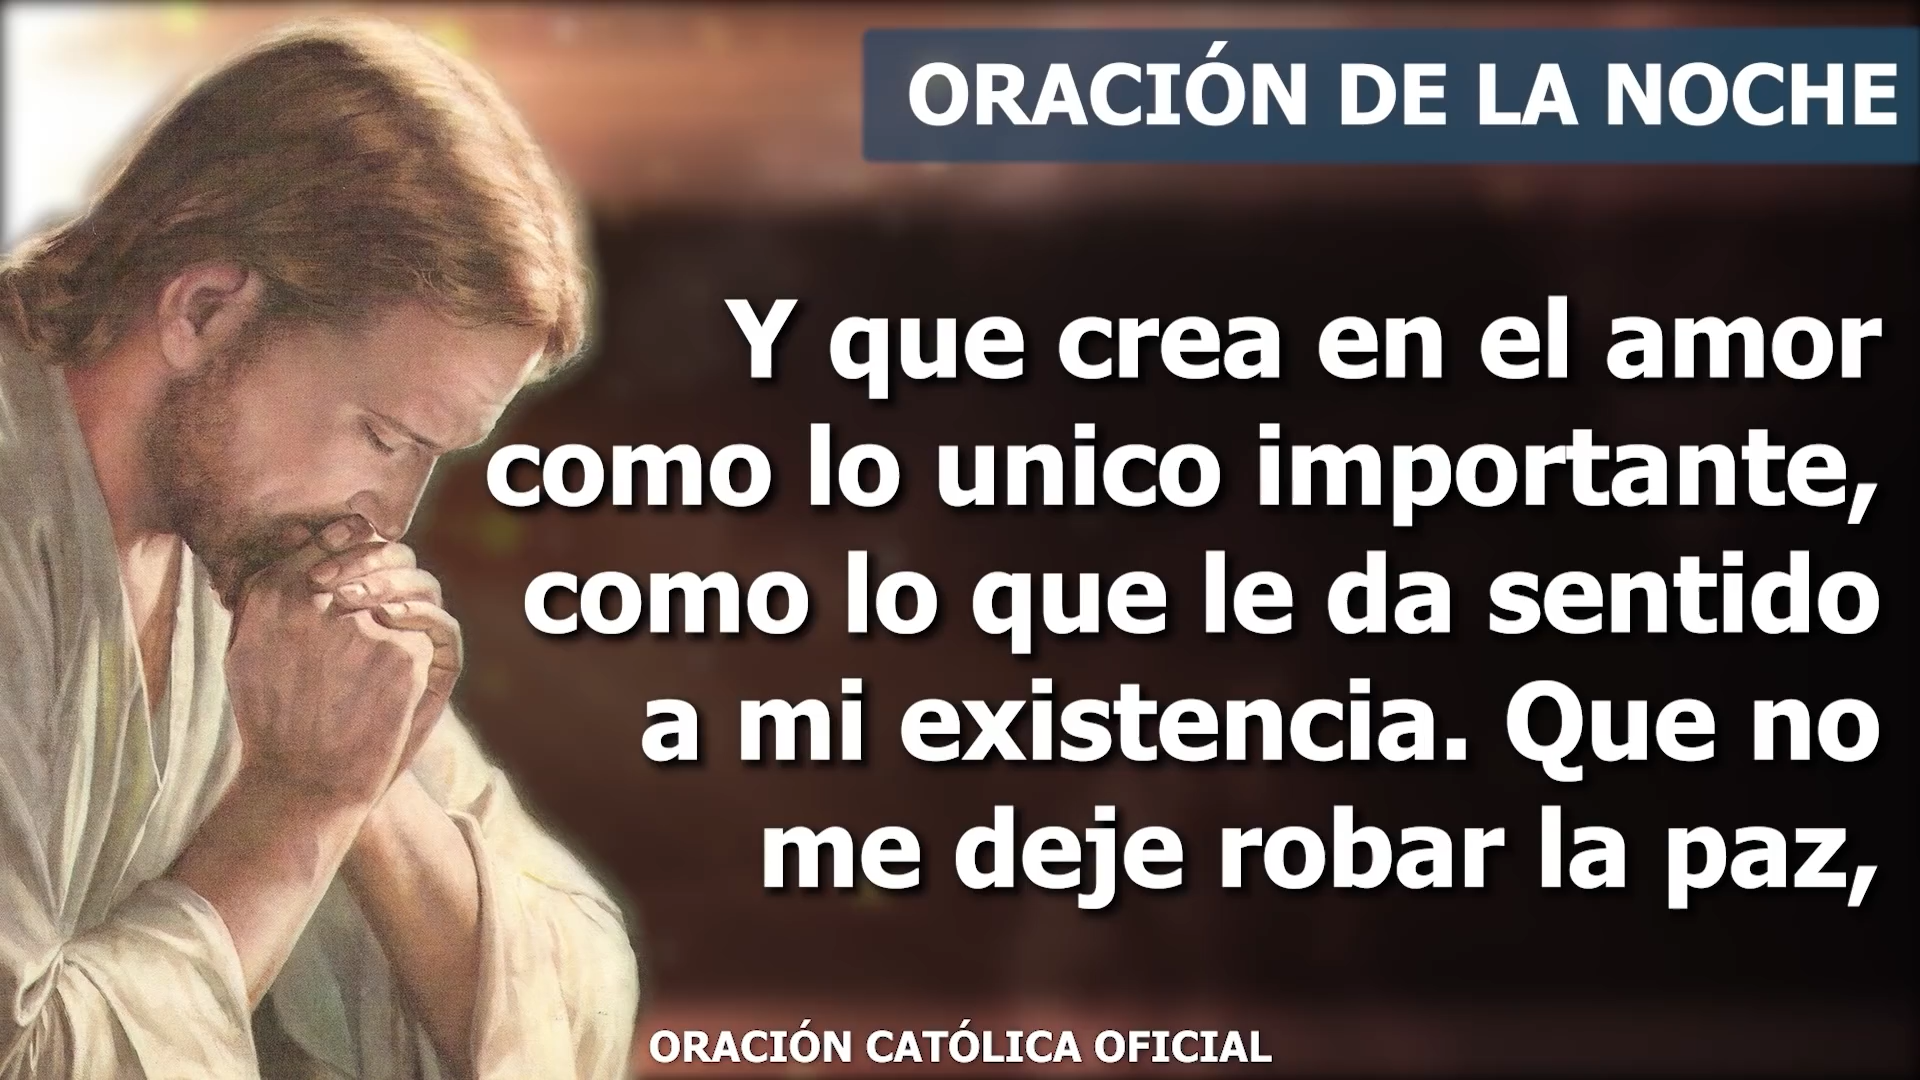 ORACIÓN DE LA NOCHE
Y que crea en el amor
como lo unico importante,
como lo que le da sentido
a mi existencia. Que no
me deje robar la paz,
ORACIÓN CATÓLICA OFICIAL